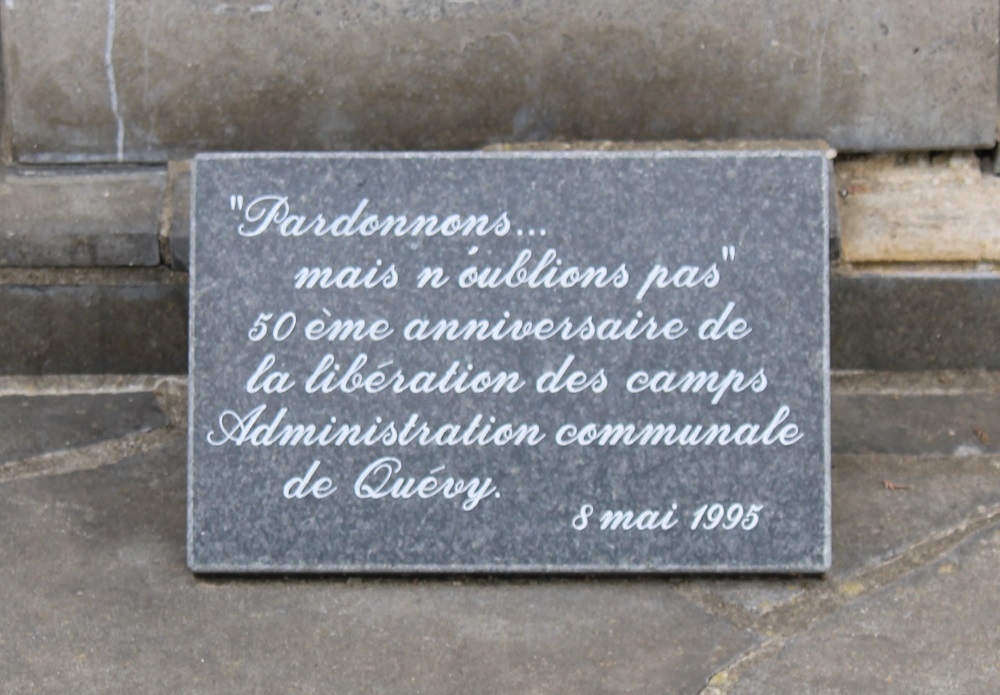 "Pardonnons...
mais n'oublions pas"
50 ème anniversaire de
la libération des camps
Administration communale
de Quévy.
8 mai 1995